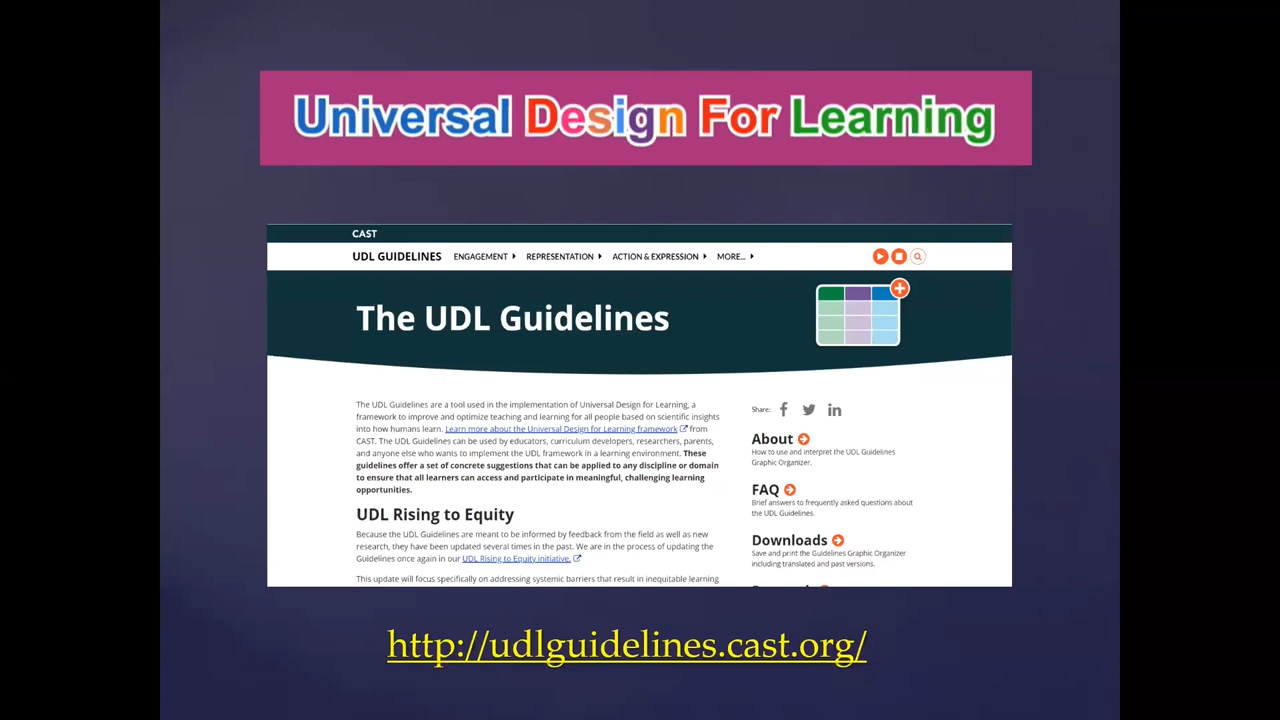 Universal Design For Learning
CAST
UDL GUIDELINES ENGAGEMENT REPRESENTATION ACTION & EXPRESSION MORE...
The UDL Guidelines
The UDL Guidelines are a tool used in the implementation of Universal Design for Learning, a
framework to improve and optimize teaching and learning for all people based on scientific insights
into how humans learn. Learn more about the Universal Design for Learning framework from
CAST. The UDL Guidelines can be used by educators, curriculum developers, researchers, parents,
and anyone else who wants to implement the UDL framework in a learning environment. These
guidelines offer a set of concrete suggestions that can be applied to any discipline or domain
to ensure that all learners can access and participate in meaningful, challenging learning
opportunities.
UDL Rising to Equity
Because the UDL Guidelines are meant to be informed by feedback from the field as well as new
research, they have been updated several times in the past. We are in the process of updating the
Guidelines once again in our UDL Rising to Equity initiative.
This update will focus specifically on addressing systemic barriers that result in inequitable learning
Share:
About
How to use and interpret the UDL Guidelines
Graphic Organizer.
FAQ
Brief answers to frequently asked questions about
the UDL Guidelines.
Downloads
Save and print the Guidelines Graphic Organizer
including translated and past versions.
http://udlguidelines.cast.org/